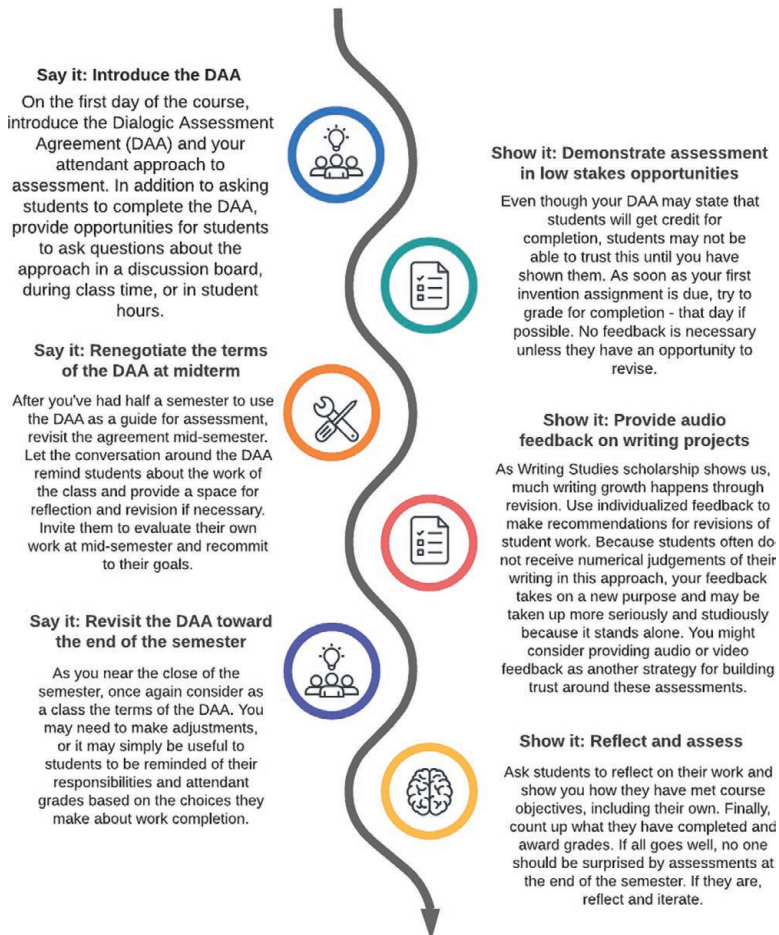 Say it: Introduce the DAA
On the first day of the course,
introduce the Dialogic Assessment
Agreement (DAA) and your
attendant approach to
assessment. In addition to asking
students to complete the DAA,
provide opportunities for students
to ask questions about the
approach in a discussion board,
during class time, or in student
hours.
Show it: Demonstrate assessment
in low stakes opportunities
Even though your DAA may state that
students will get credit for
completion, students may not be
able to trust this until you have
shown them. As soon as your first
invention assignment is due, try to
grade for completion - that day if
possible. No feedback is necessary
unless they have an opportunity to
revise.
Say it: Renegotiate the terms
of the DAA at midterm
After you've had half a semester to use
the DAA as a guide for assessment,
revisit the agreement mid-semester.
Let the conversation around the DAA
remind students about the work of
the class and provide a space for
reflection and revision if necessary.
Invite them to evaluate their own
work at mid-semester and recommit
to their goals.
Show it: Provide audio
feedback on writing projects
As Writing Studies scholarship shows us,
much writing growth happens through
revision. Use individualized feedback to
make recommendations for revisions of
student work. Because students often do
not receive numerical judgements of their
writing in this approach, your feedback
takes on a new purpose and may be
taken up more seriously and studiously
because it stands alone. You might
consider providing audio or video
feedback as another strategy for building
trust around these assessments.
Say it: Revisit the DAA toward
the end of the semester
As you near the close of the
semester, once again consider as
a class the terms of the DAA. You
may need to make adjustments,
or it may simply be useful to
students to be reminded of their
responsibilities and attendant
grades based on the choices they
make about work completion.
Show it: Reflect and assess
Ask students to reflect on their work and
show you how they have met course
objectives, including their own. Finally,
count up what they have completed and
award grades. If all goes well, no one
should be surprised by assessments at
the end of the semester. If they are,
reflect and iterate.